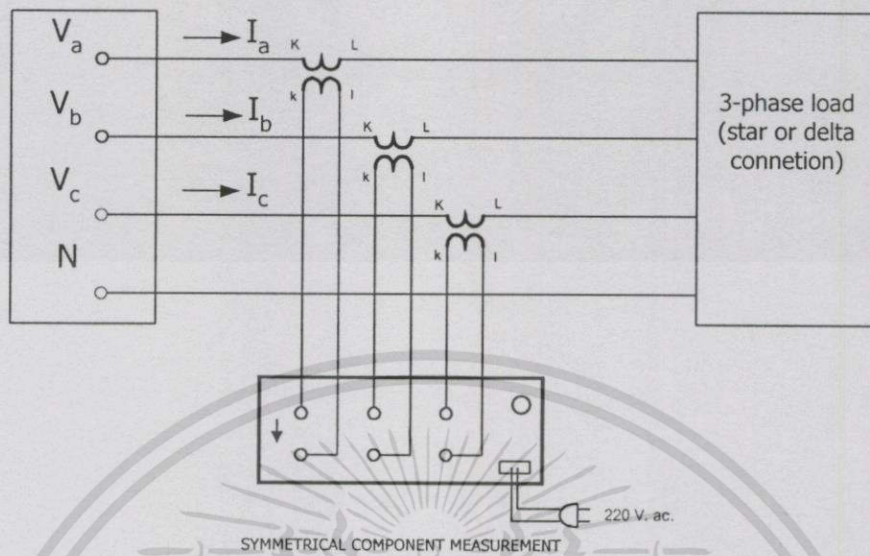 Va
Ia
K L
k l
Vb
Ib
K L
k l
3-phase load
(star or delta
connetion)
Vc
Ic
K L
k l
N
220 V. ac.
SYMMETRICAL COMPONENT MEASUREMENT